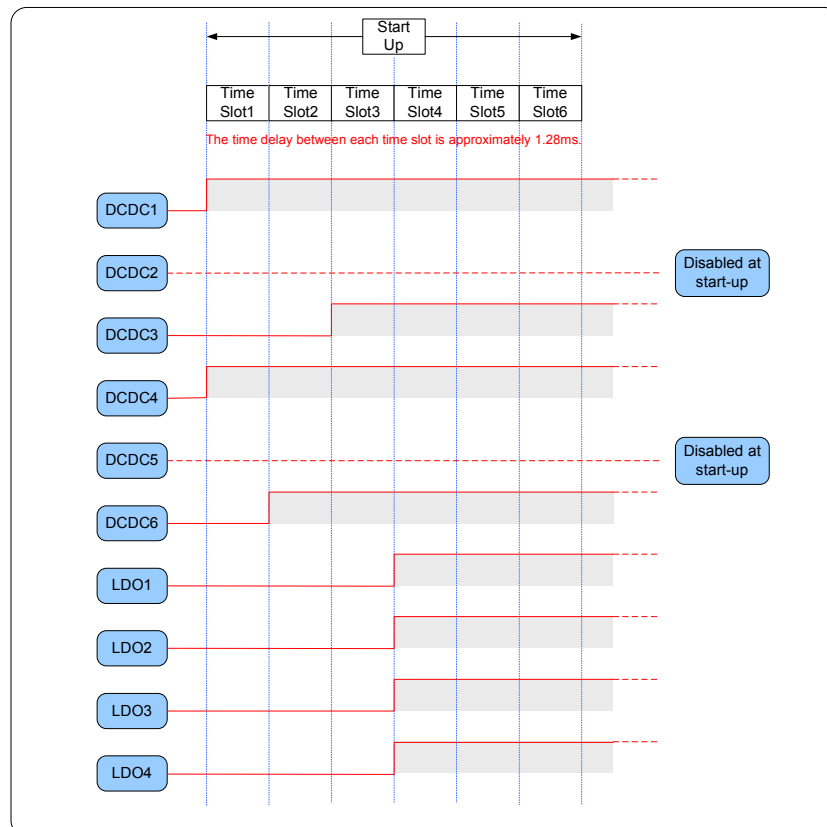 Start
Up
Time
Slot1
Time
Slot2
Time
Slot3
Time
Slot4
Time
Slot5
Time
Slot6
The time delay between each time slot is approximately 1.28ms.
DCDC1
DCDC2
Disabled at
start-up
DCDC3
DCDC4
DCDC5
Disabled at
start-up
DCDC6
LDO1
LDO2
LDO3
LDO4